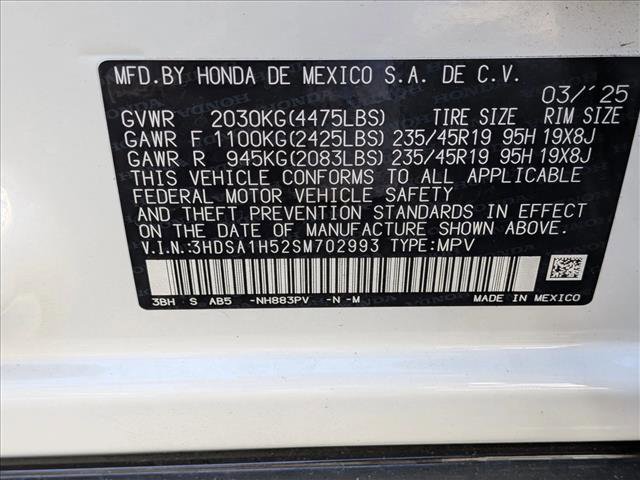 MFD.BY HONDA DE MEXICO S.A. DE C.V.
03/'25
GVWR 2030KG(4475LBS) TIRE SIZE RIM SIZE
GAWR F 1100KG(2425LBS) 235/45R19 95H 19X8J
GAWR R 945KG(2083LBS) 235/45R19 95H 19X8J
THIS VEHICLE CONFORMS TO ALL APPLICABLE
FEDERAL MOTOR VEHICLE SAFETY
AND THEFT PREVENTION STANDARDS IN EFFECT
ON THE DATE OF MANUFACTURE SHOWN ABOVE.
V.I.N.:3HDSA1H52SM702993 TYPE:MPV
3BH S AB5 -NH883PV -N -M MADE IN MEXICO